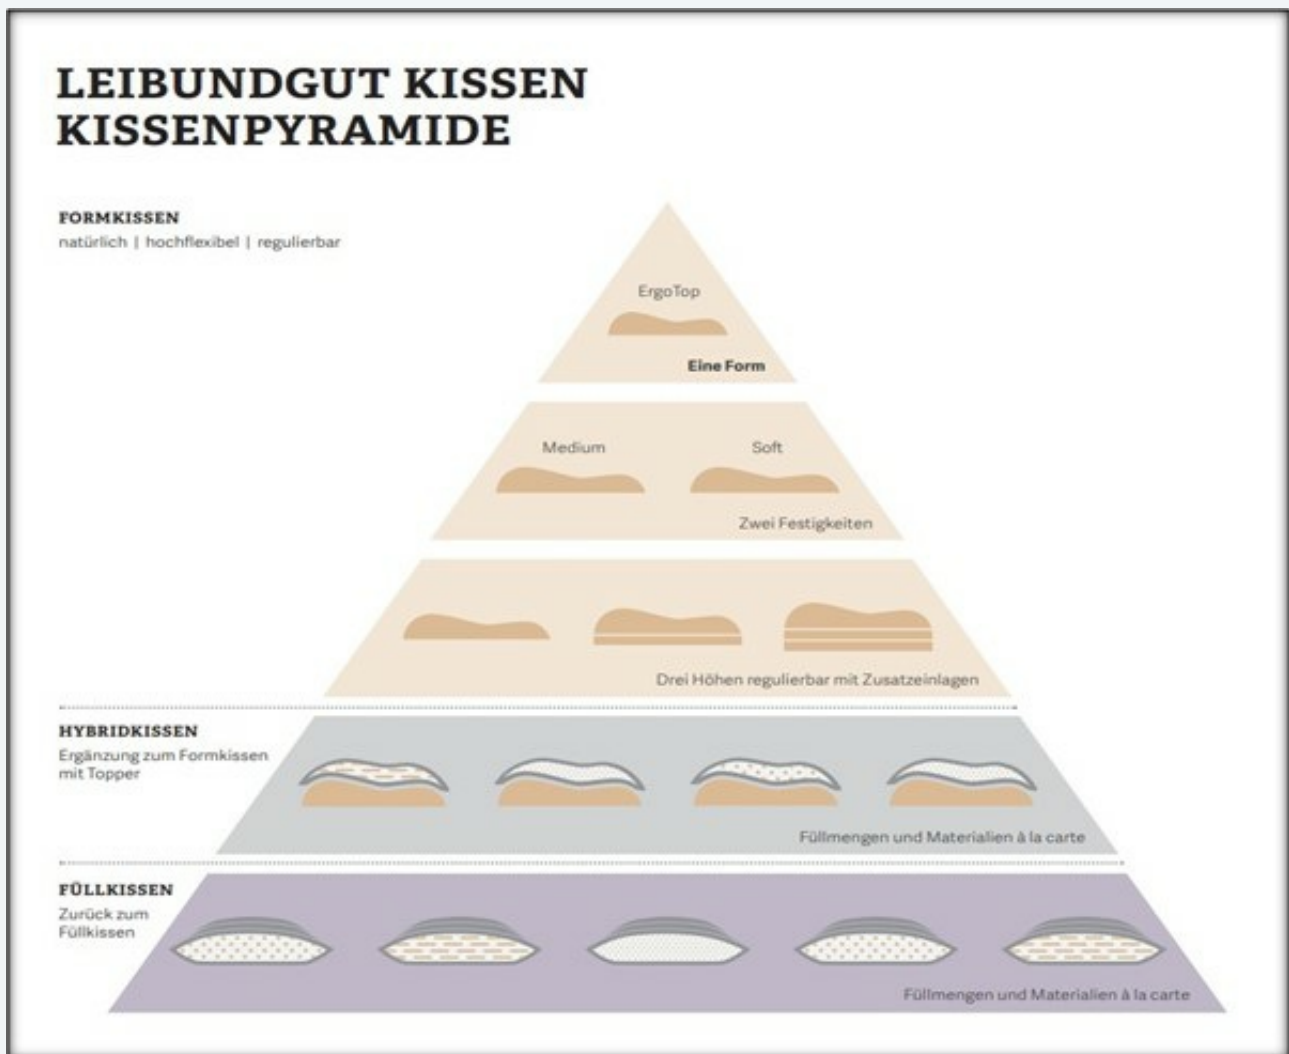 LEIBUNDGUT KISSEN
KISSENPYRAMIDE
FORMKISSEN
natürlich | hochflexibel | regulierbar
ErgoTop
Eine Form
Medium
Soft
Zwei Festigkeiten
Drei Höhen regulierbar mit Zusatzeinlagen
HYBRIDKISSEN
Ergänzung zum Formkissen
mit Topper
Füllmengen und Materialien à la carte
FÜLLKISSEN
Zurück zum
Füllkissen
Füllmengen und Materialien à la carte